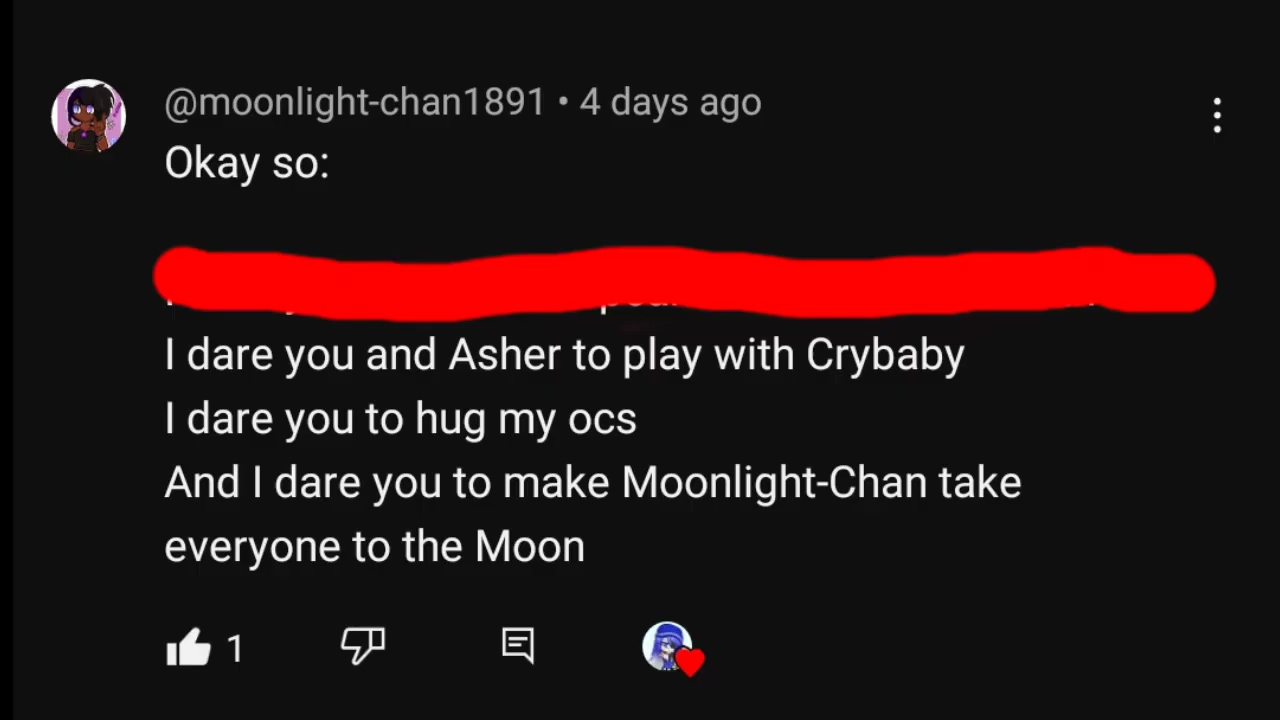 @moonlight-chan1891 • 4 days ago
Okay so:
I dare you and Asher to play with Crybaby
I dare you to hug my ocs
And I dare you to make Moonlight-Chan take
everyone to the Moon
1